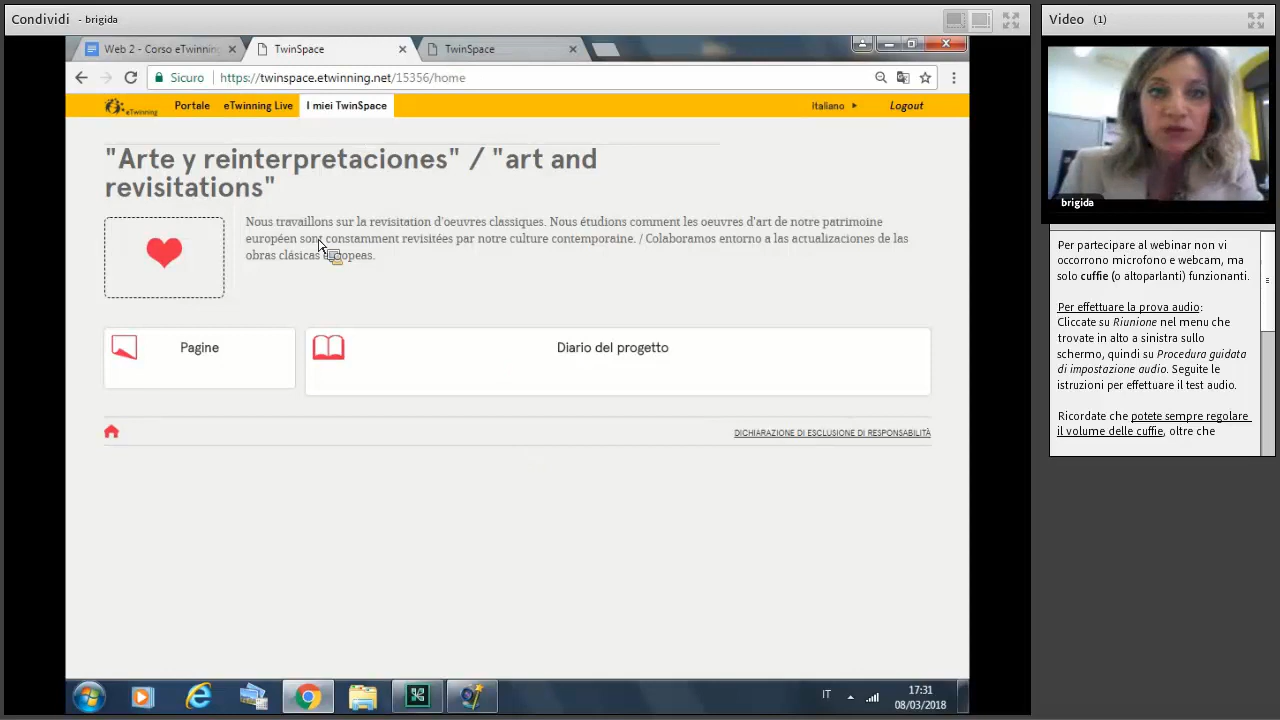 Condividi - brigida
Video (1)
Web 2 - Corso eTwinning
TwinSpace
TwinSpace
Sicuro
https://twinspace.etwinning.net/15356/home
eTwinning
Portale
eTwinning Live
I miei TwinSpace
Italiano
Logout
"Arte y reinterpretaciones" / "art and
revisitations"
Nous travaillons sur la revisitation d'oeuvres classiques. Nous étudions comment les oeuvres d'art de notre patrimoine
européen sont constamment revisitées par notre culture contemporaine. / Colaboramos entorno a las actualizaciones de las
obras clásicas europeas.
Pagine
Diario del progetto
DICHIARAZIONE DI ESCLUSIONE DI RESPONSABILITÀ
IT
17:31
08/03/2018
brigida
Per partecipare al webinar non vi
occorrono microfono e webcam, ma
solo cuffie (o altoparlanti) funzionanti.
Per effettuare la prova audio:
Cliccate su Riunione nel menu che
trovate in alto a sinistra sullo
schermo, quindi su Procedura guidata
di impostazione audio. Seguite le
istruzioni per effettuare il test audio.
Ricordate che potete sempre regolare
il volume delle cuffie, oltre che